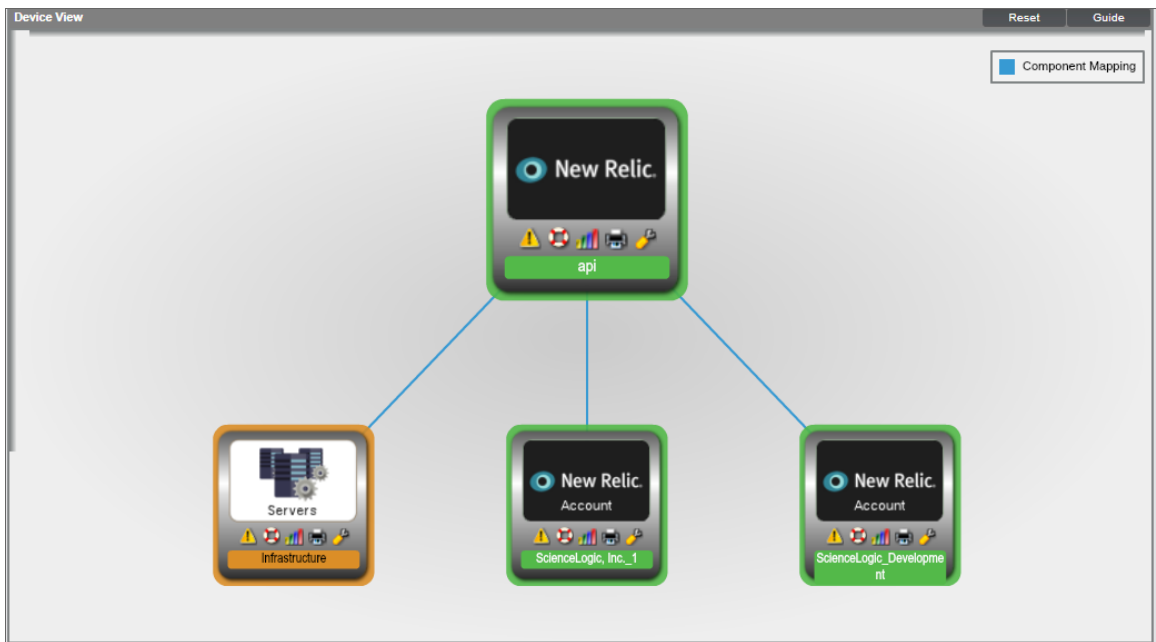 Device View
Reset
Guide
Component Mapping
New Relic.
api
Servers
Infrastructure
New Relic.
Account
ScienceLogic, Inc._1
New Relic.
Account
ScienceLogic_Developme
nt